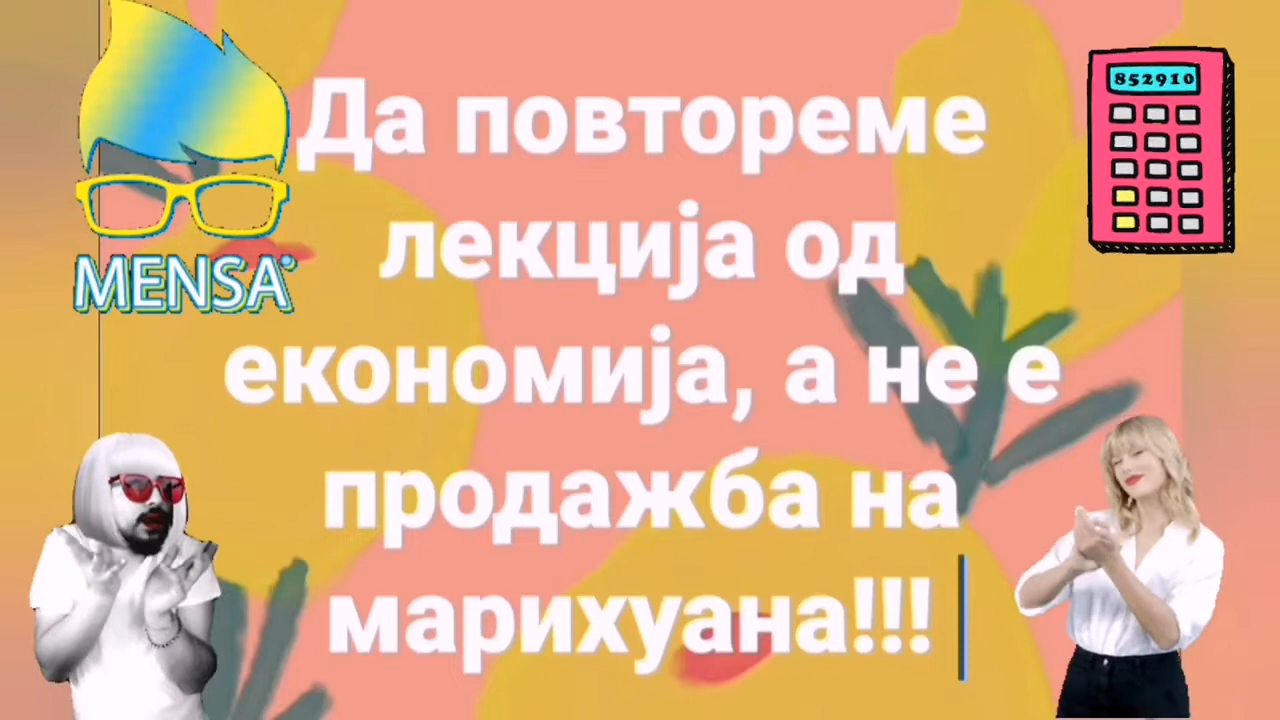 Да повтореме
лекција од
економија, а не е
продажба на
марихуана!!!
MENSA
852910